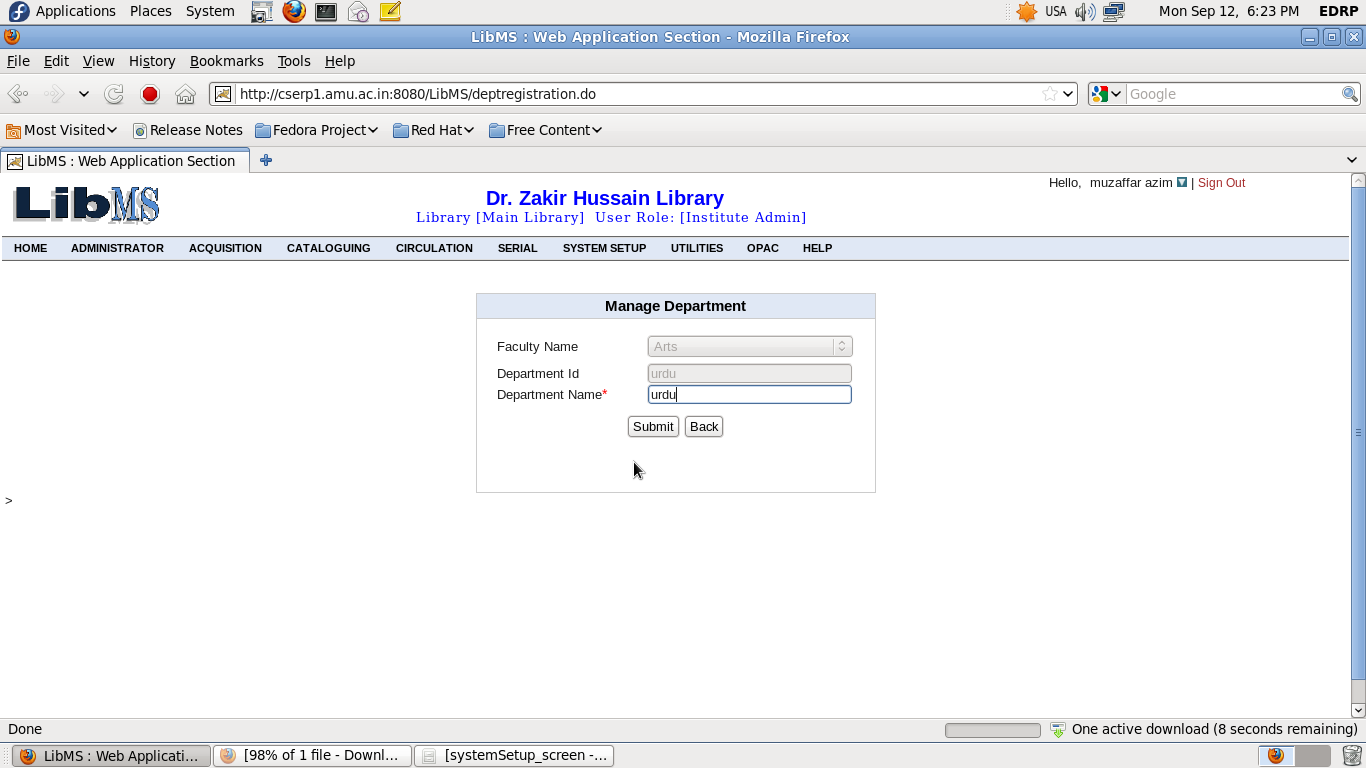 Applications Places System USA Mon Sep 12, 6:23 PM EDRP
LibMS : Web Application Section - Mozilla Firefox
File Edit View History Bookmarks Tools Help
http://cserp1.amu.ac.in:8080/LibMS/deptregistration.do Google
Most Visited Release Notes Fedora Project Red Hat Free Content
LibMS : Web Application Section
Hello, muzaffar azim | Sign Out
LibMS
Dr. Zakir Hussain Library
Library [Main Library] User Role: [Institute Admin]
HOME ADMINISTRATOR ACQUISITION CATALOGUING CIRCULATION SERIAL SYSTEM SETUP UTILITIES OPAC HELP
Manage Department
Faculty Name Arts
Department Id urdu
Department Name* urdu
Submit Back
>
Done One active download (8 seconds remaining)
LibMS : Web Applicati... [98% of 1 file - Downl... [systemSetup_screen -...